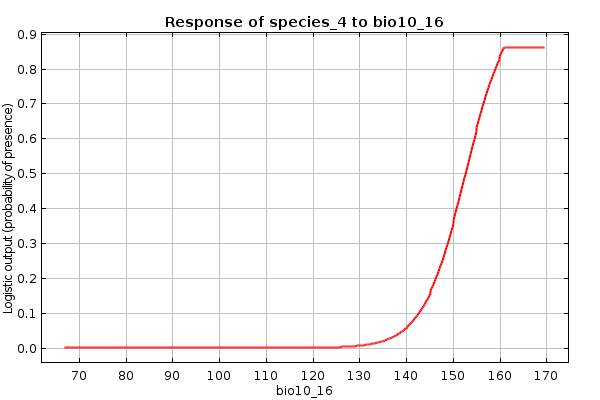 Response of species_4 to bio10_16
Logistic output (probability of presence)
0.9
0.8
0.7
0.6
0.5
0.4
0.3
0.2
0.1
0.0
70 80 90 100 110 120 130 140 150 160 170
bio10_16